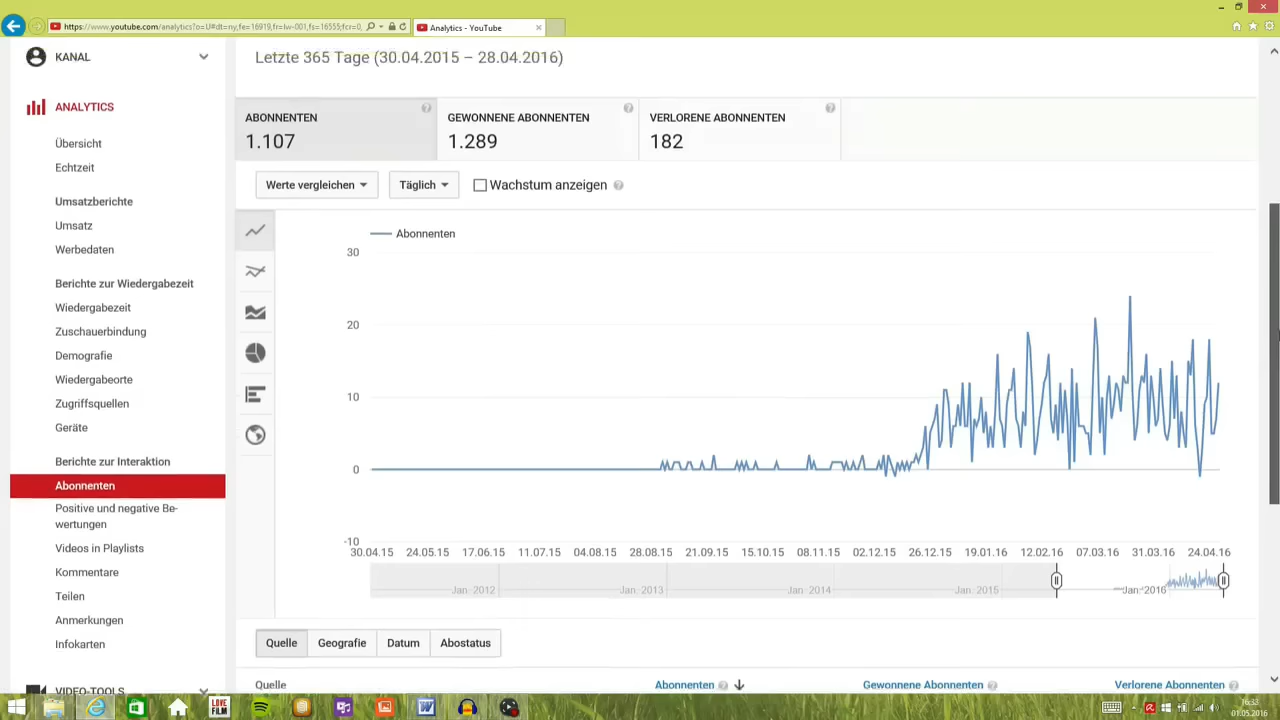 https://www.youtube.com/analytics?o=U#dt=ny,fe=16919,fr=lw-001,fs=16555;fcr=0,
Analytics - YouTube
KANAL
Letzte 365 Tage (30.04.2015 – 28.04.2016)
ANALYTICS
ABONNENTEN
GEWONNENE ABONNENTEN
VERLORENE ABONNENTEN
1.107
1.289
182
Übersicht
Echtzeit
Werte vergleichen
Täglich
Wachstum anzeigen
Umsatzberichte
Umsatz
Werbedaten
Abonnenten
30
20
10
0
-10
Berichte zur Wiedergabezeit
Wiedergabezeit
Zuschauerbindung
Demografie
Wiedergabeorte
Zugriffsquellen
Geräte
Berichte zur Interaktion
Abonnenten
Positive und negative Be-
wertungen
Videos in Playlists
Kommentare
Teilen
Anmerkungen
Infokarten
VIDEO-TOOLS
30.04.15 24.05.15 17.06.15 11.07.15 04.08.15 28.08.15 21.09.15 15.10.15 08.11.15 02.12.15 26.12.15 19.01.16 12.02.16 07.03.16 31.03.16 24.04.16
Jan. 2012 Jan. 2013 Jan. 2014 Jan. 2015 Jan. 2016
Quelle Geografie Datum Abostatus
Quelle Abonnenten Gewonnene Abonnenten Verlorene Abonnenten
LOVE
FILM
16:33
01.05.2016